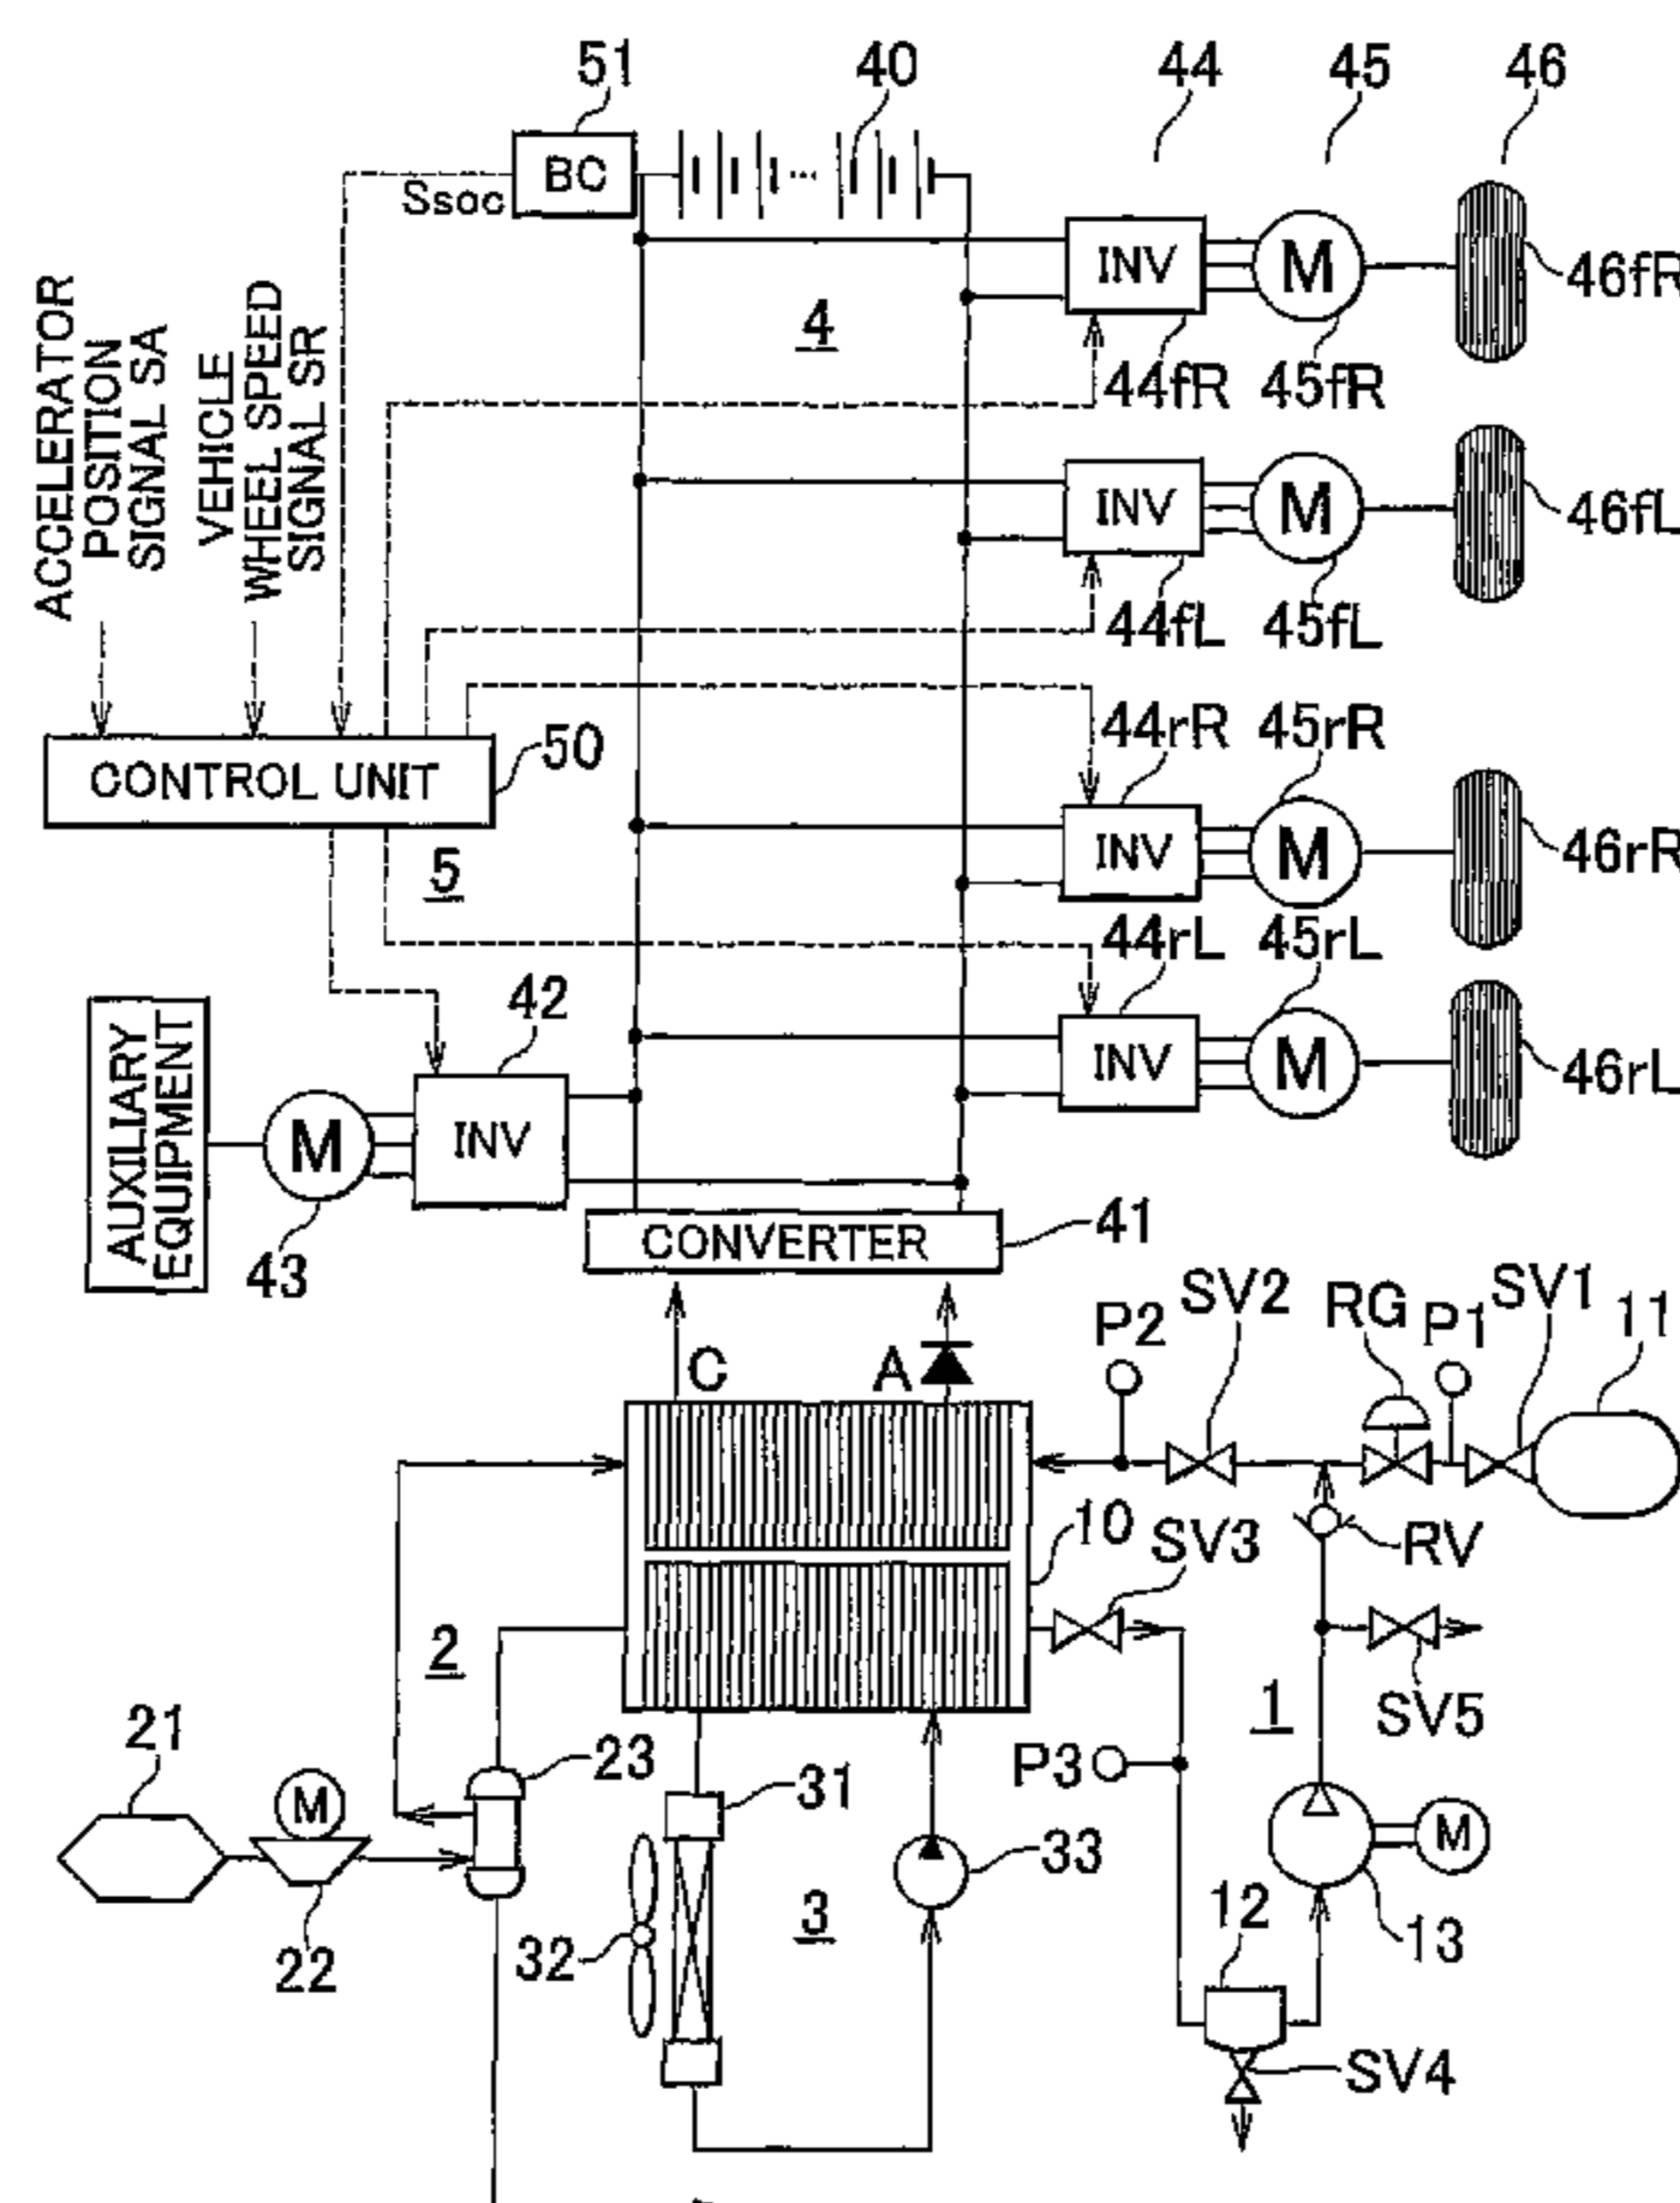 51
40
44
45
46
BC
Ssoc
INV
M
46fR
4
44fR
45fR
ACCELERATOR
POSITION
SIGNAL SA
VEHICLE
WHEEL SPEED
SIGNAL SR
INV
M
46fL
44fL
45fL
44rR
45rR
50
CONTROL UNIT
INV
M
46rR
5
44rL
45rL
42
INV
M
46rL
AUXILIARY
EQUIPMENT
M
INV
43
CONVERTER
41
C
A
P2
SV2
RG
P1
SV1
11
10
SV3
RV
2
1
SV5
21
M
23
31
P3
33
M
22
32
3
12
13
SV4